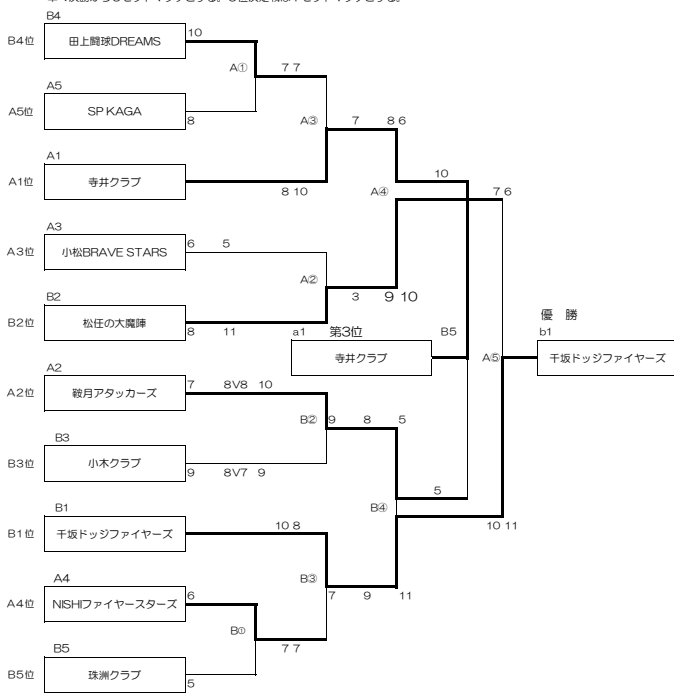 B4
B4位 田上闘球DREAMS 10
A① 7 7
A5
A5位 SP KAGA 8
A③ 7 8 6
A1
A1位 寺井クラブ 8 10
10
A④ 7 6
A3
A3位 小松BRAVE STARS 6 5
A②
3 9 10
B2
B2位 松任の大魔陣 8 11
a1 第3位 B5
寺井クラブ
優 勝
b1
A⑤ 千坂ドッジファイヤーズ
A2
A2位 鞍月アタッカーズ 7 8V8 10
B② 9 8 5
B3
B3位 小木クラブ 9 8V7 9
5
B④
10 11
B1
B1位 千坂ドッジファイヤーズ 10 8
B③
7 9 11
A4
A4位 NISHIファイヤースターズ 6
B①
7 7
B5
B5位 珠洲クラブ 5